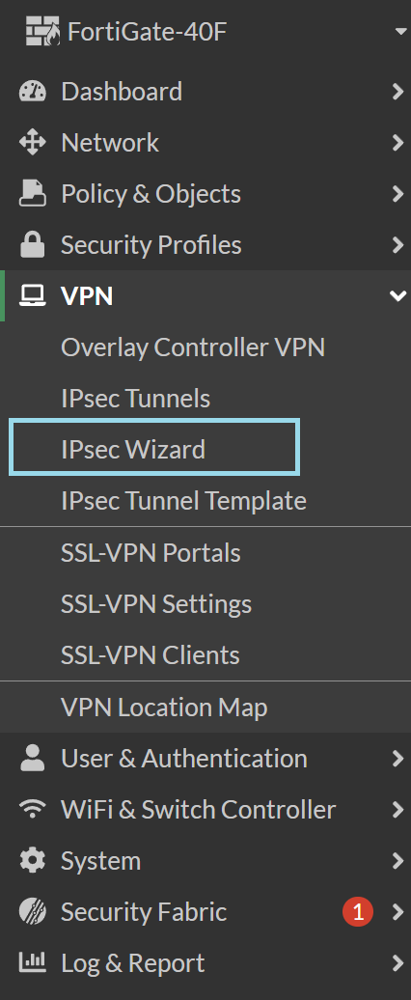 FortiGate-40F
Dashboard
Network
Policy & Objects
Security Profiles
VPN
Overlay Controller VPN
IPsec Tunnels
IPsec Wizard
IPsec Tunnel Template
SSL-VPN Portals
SSL-VPN Settings
SSL-VPN Clients
VPN Location Map
User & Authentication
WiFi & Switch Controller
System
Security Fabric 1
Log & Report